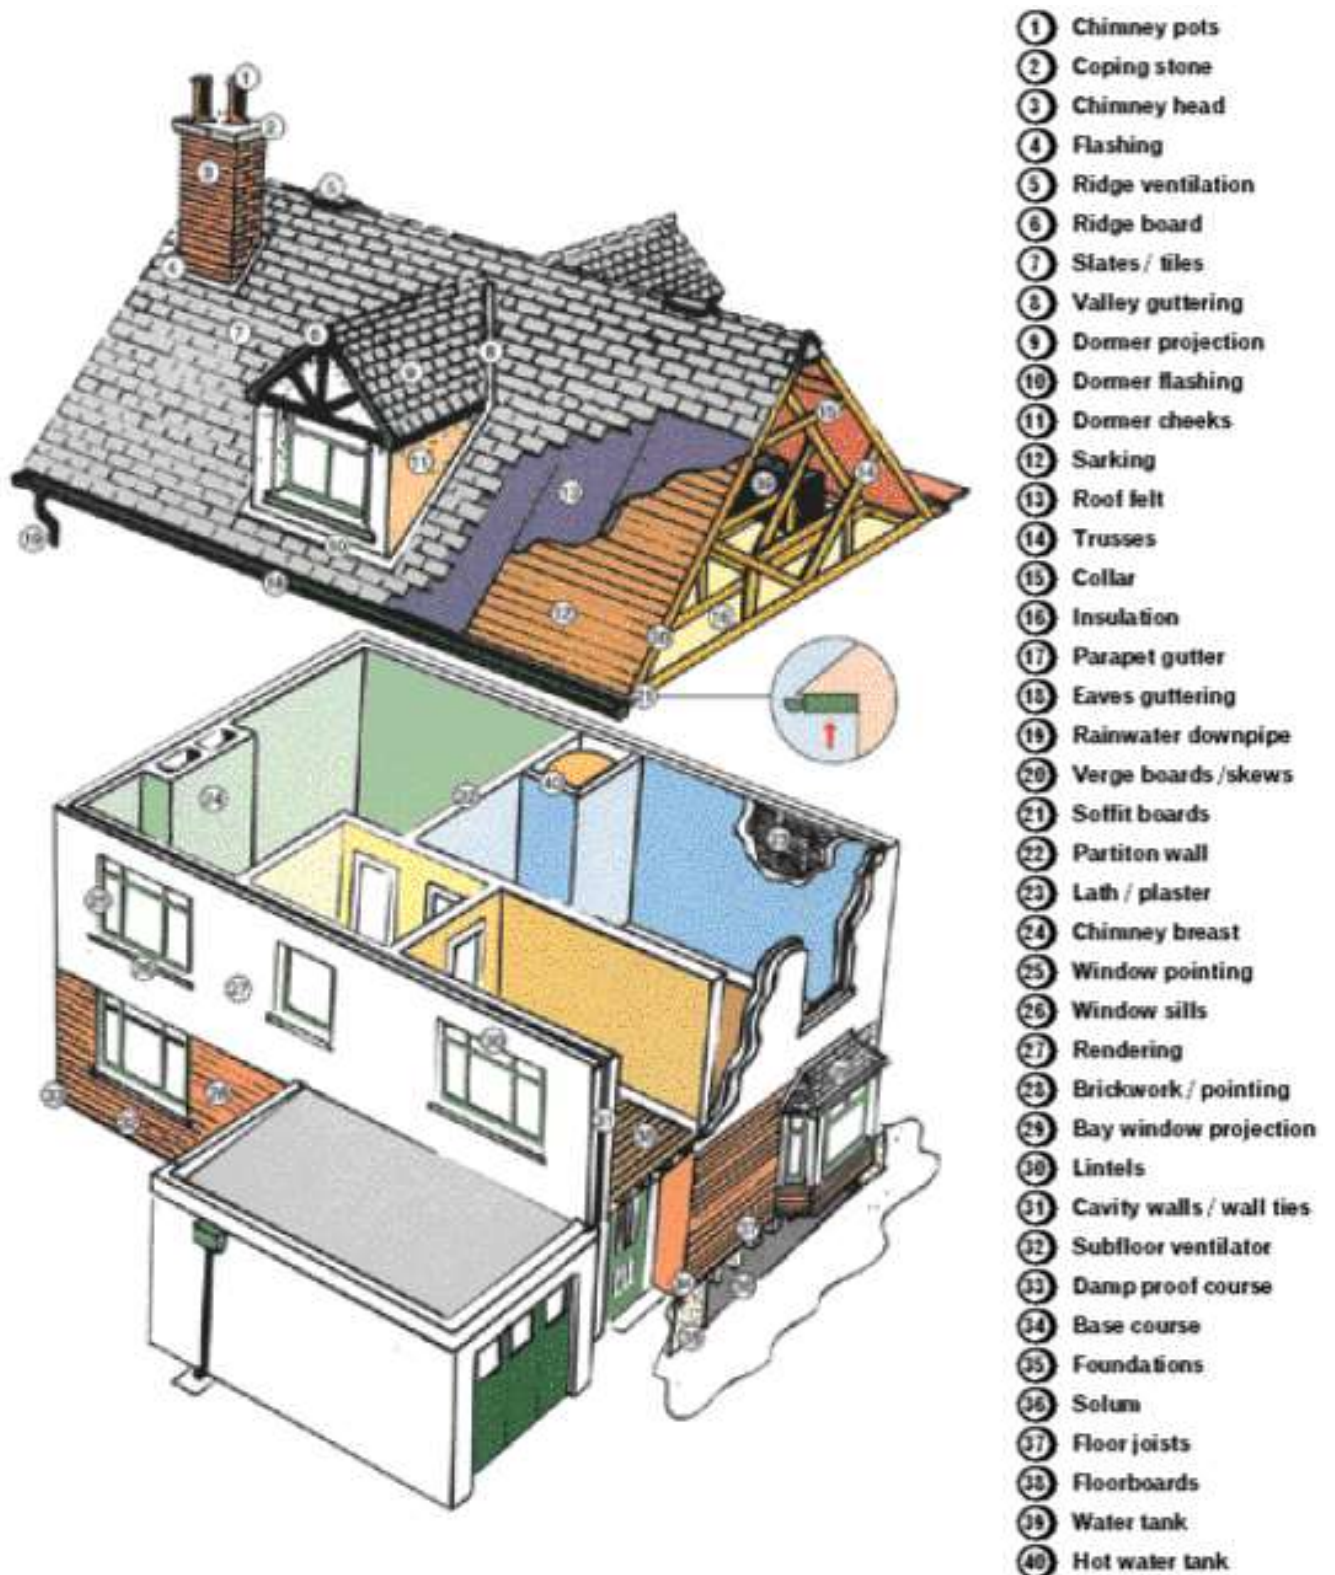 1 Chimney pots
2 Coping stone
3 Chimney head
4 Flashing
5 Ridge ventilation
6 Ridge board
7 Slates / tiles
8 Valley guttering
9 Dormer projection
10 Dormer flashing
11 Dormer cheeks
12 Sarking
13 Roof felt
14 Trusses
15 Collar
16 Insulation
17 Parapet gutter
18 Eaves guttering
19 Rainwater downpipe
20 Verge boards /skews
21 Soffit boards
22 Partiton wall
23 Lath / plaster
24 Chimney breast
25 Window pointing
26 Window sills
27 Rendering
28 Brickwork / pointing
29 Bay window projection
30 Lintels
31 Cavity walls / wall ties
32 Subfloor ventilator
33 Damp proof course
34 Base course
35 Foundations
36 Solum
37 Floor joists
38 Floorboards
39 Water tank
40 Hot water tank